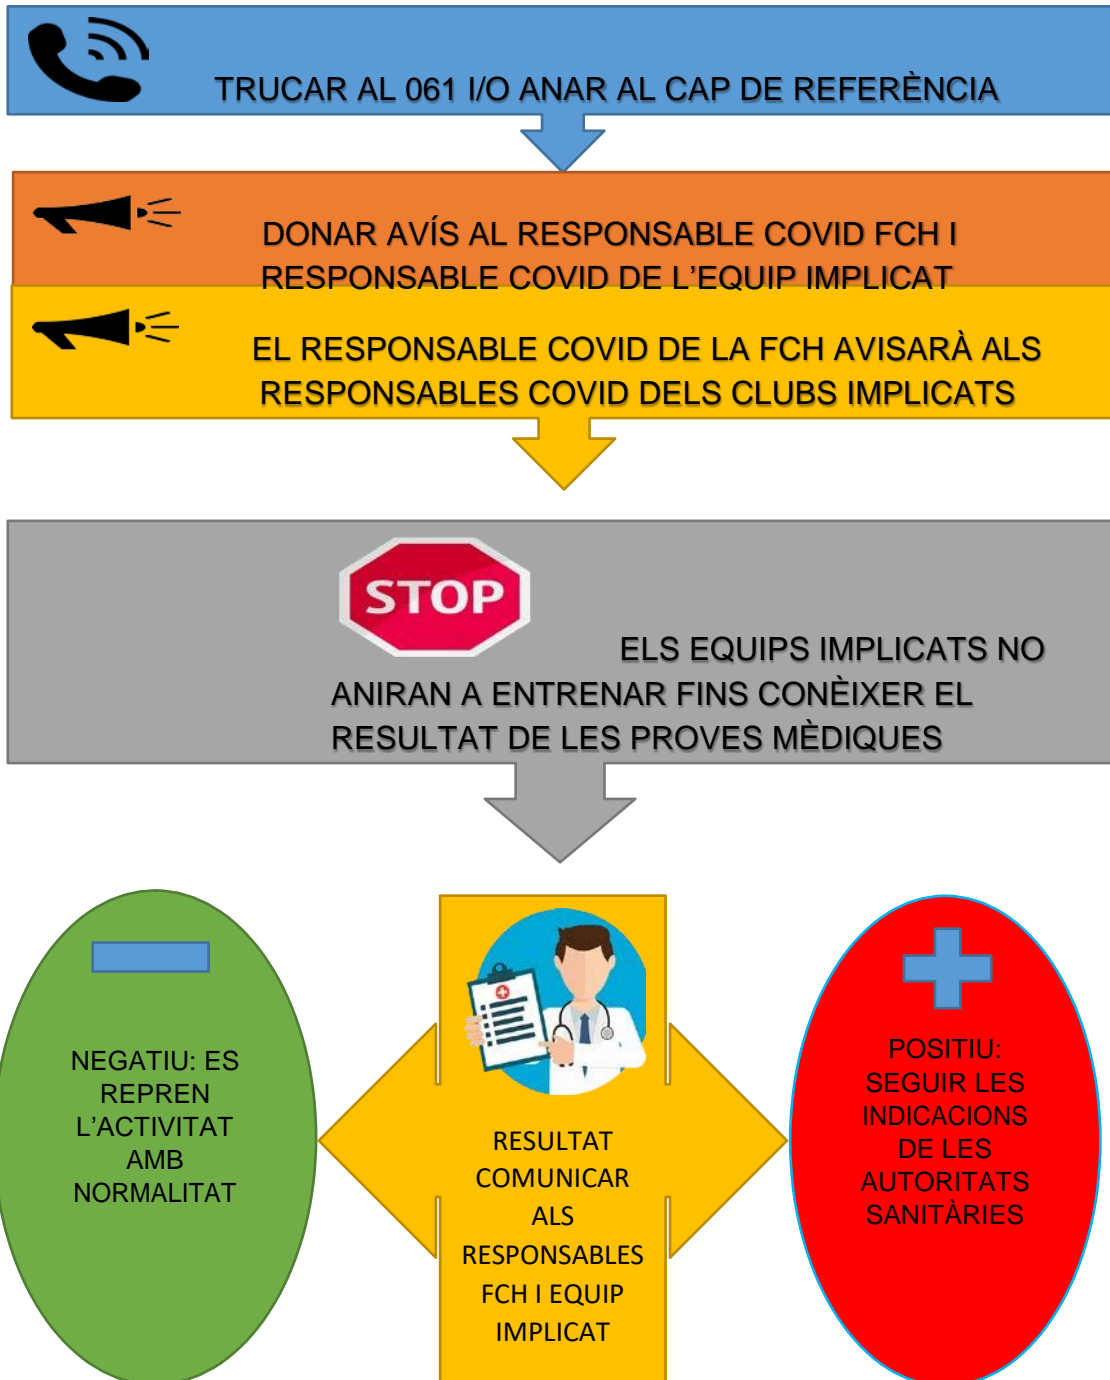 TRUCAR AL 061 I/O ANAR AL CAP DE REFERÈNCIA
DONAR AVÍS AL RESPONSABLE COVID FCH I
RESPONSABLE COVID DE L’EQUIP IMPLICAT
EL RESPONSABLE COVID DE LA FCH AVISARÀ ALS
RESPONSABLES COVID DELS CLUBS IMPLICATS
STOP
ELS EQUIPS IMPLICATS NO
ANIRAN A ENTRENAR FINS CONÈIXER EL
RESULTAT DE LES PROVES MÈDIQUES
NEGATIU: ES
REPREN
L’ACTIVITAT
AMB
NORMALITAT
RESULTAT
COMUNICAR
ALS
RESPONSABLES
FCH I EQUIP
IMPLICAT
POSITIU:
SEGUIR LES
INDICACIONS
DE LES
AUTORITATS
SANITÀRIES